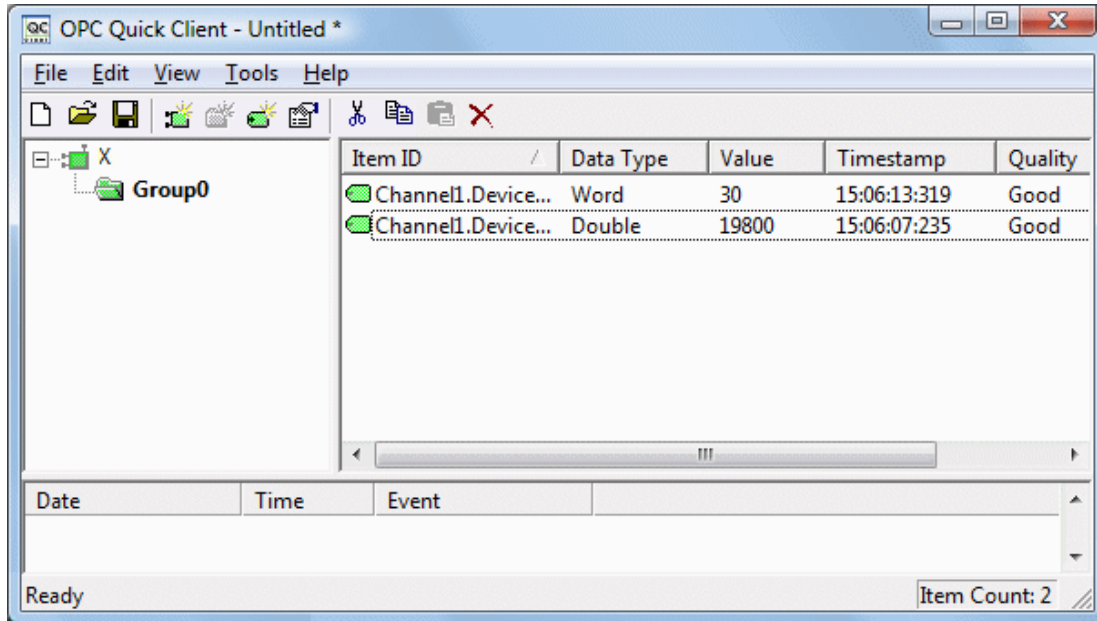 OPC Quick Client - Untitled *
File Edit View Tools Help
X
Group0
Item ID Data Type Value Timestamp Quality
Channel1.Device... Word 30 15:06:13:319 Good
Channel1.Device... Double 19800 15:06:07:235 Good
Date Time Event
Ready Item Count: 2